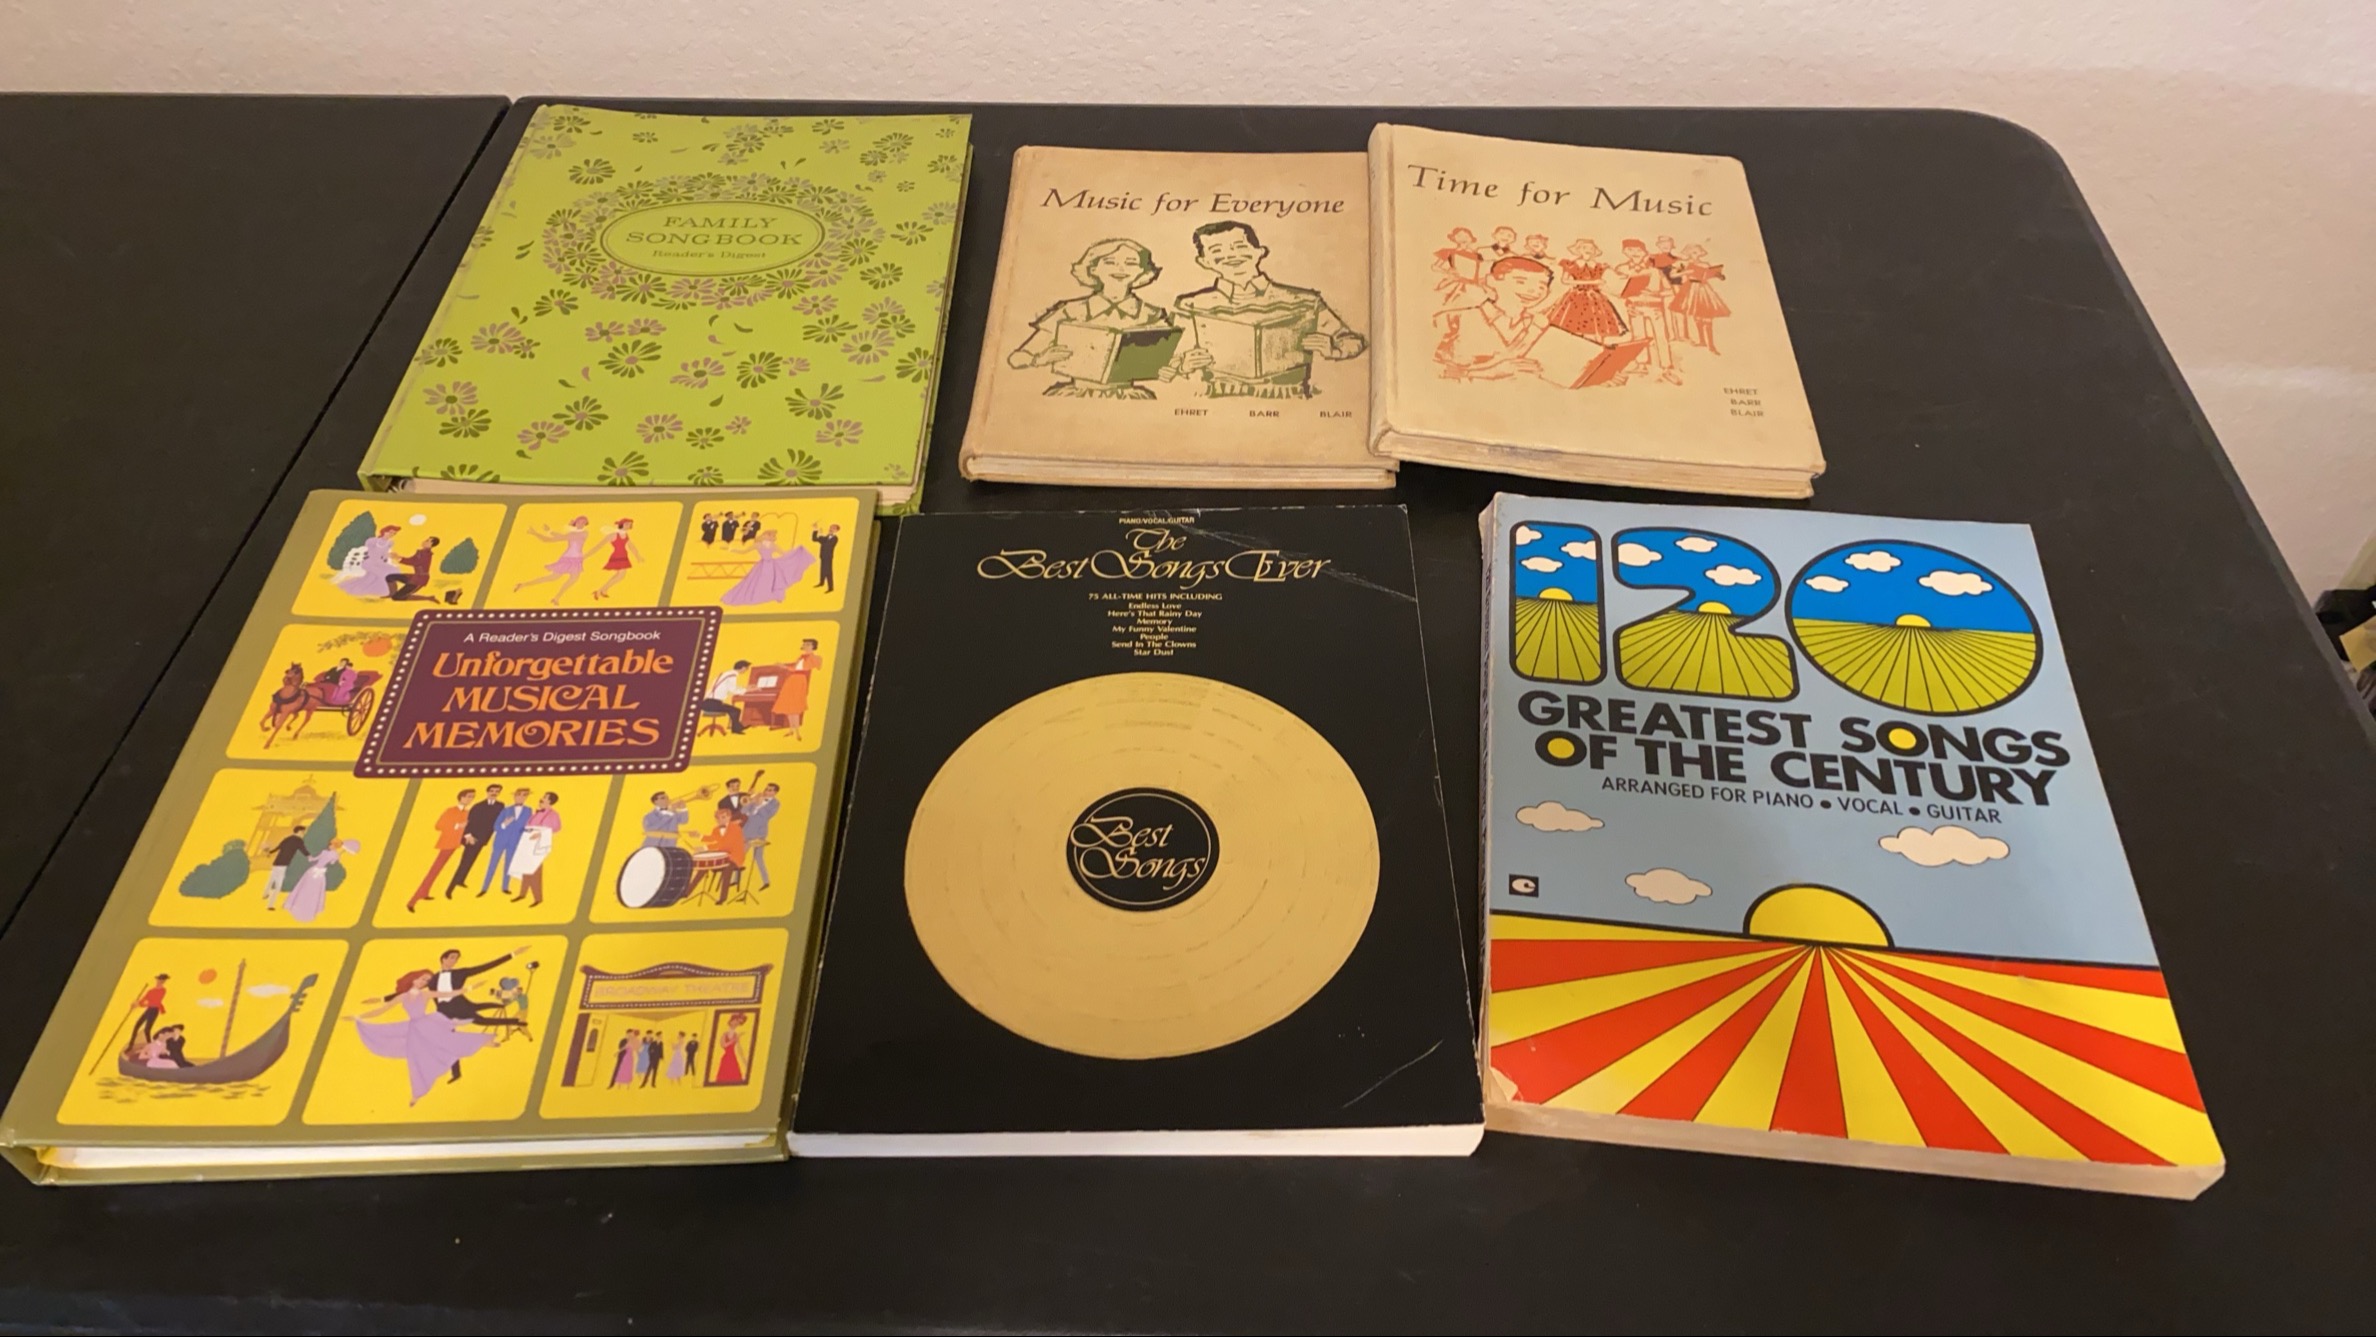 FAMILY
SONGBOOK
Reader's Digest
Music for Everyone
EHRET BARR BLAIR
Time for Music
EHRET
BARR
BLAIR
A Reader's Digest Songbook
Unforgettable
MUSICAL
MEMORIES
BROADWAY THEATRE
PIANO/VOCAL/GUITAR
The
Best Songs Ever
75 ALL-TIME HITS INCLUDING
Endless Love
Here's That Rainy Day
Memory
My Funny Valentine
People
Send In The Clowns
Star Dust
Best
Songs
120
GREATEST SONGS
OF THE CENTURY
ARRANGED FOR PIANO • VOCAL • GUITAR